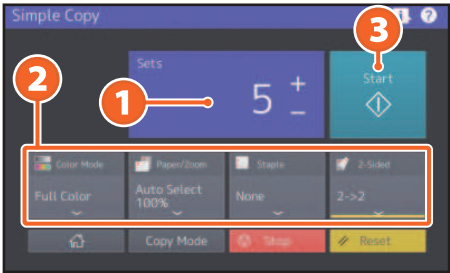 Simple Copy
i ?
3
2
Sets
1
5 + -
Start
Color Mode
Paper/Zoom
Staple
2-Sided
Full Color
Auto Select
100%
None
2->2
Copy Mode
Stop
Reset